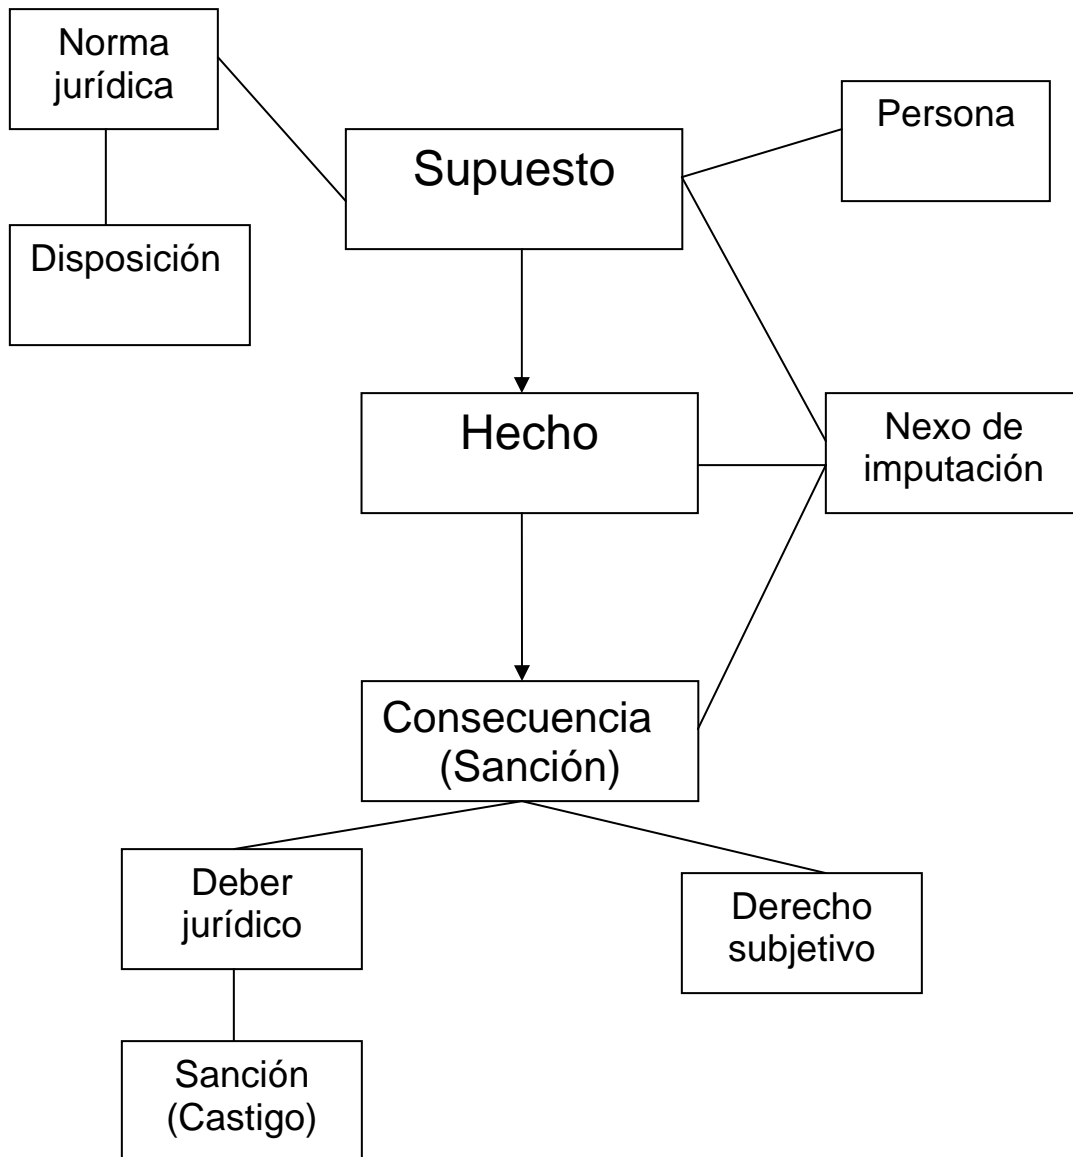 Norma
jurídica
Persona
Supuesto
Disposición
Hecho
Nexo de
imputación
Consecuencia
(Sanción)
Deber
jurídico
Derecho
subjetivo
Sanción
(Castigo)